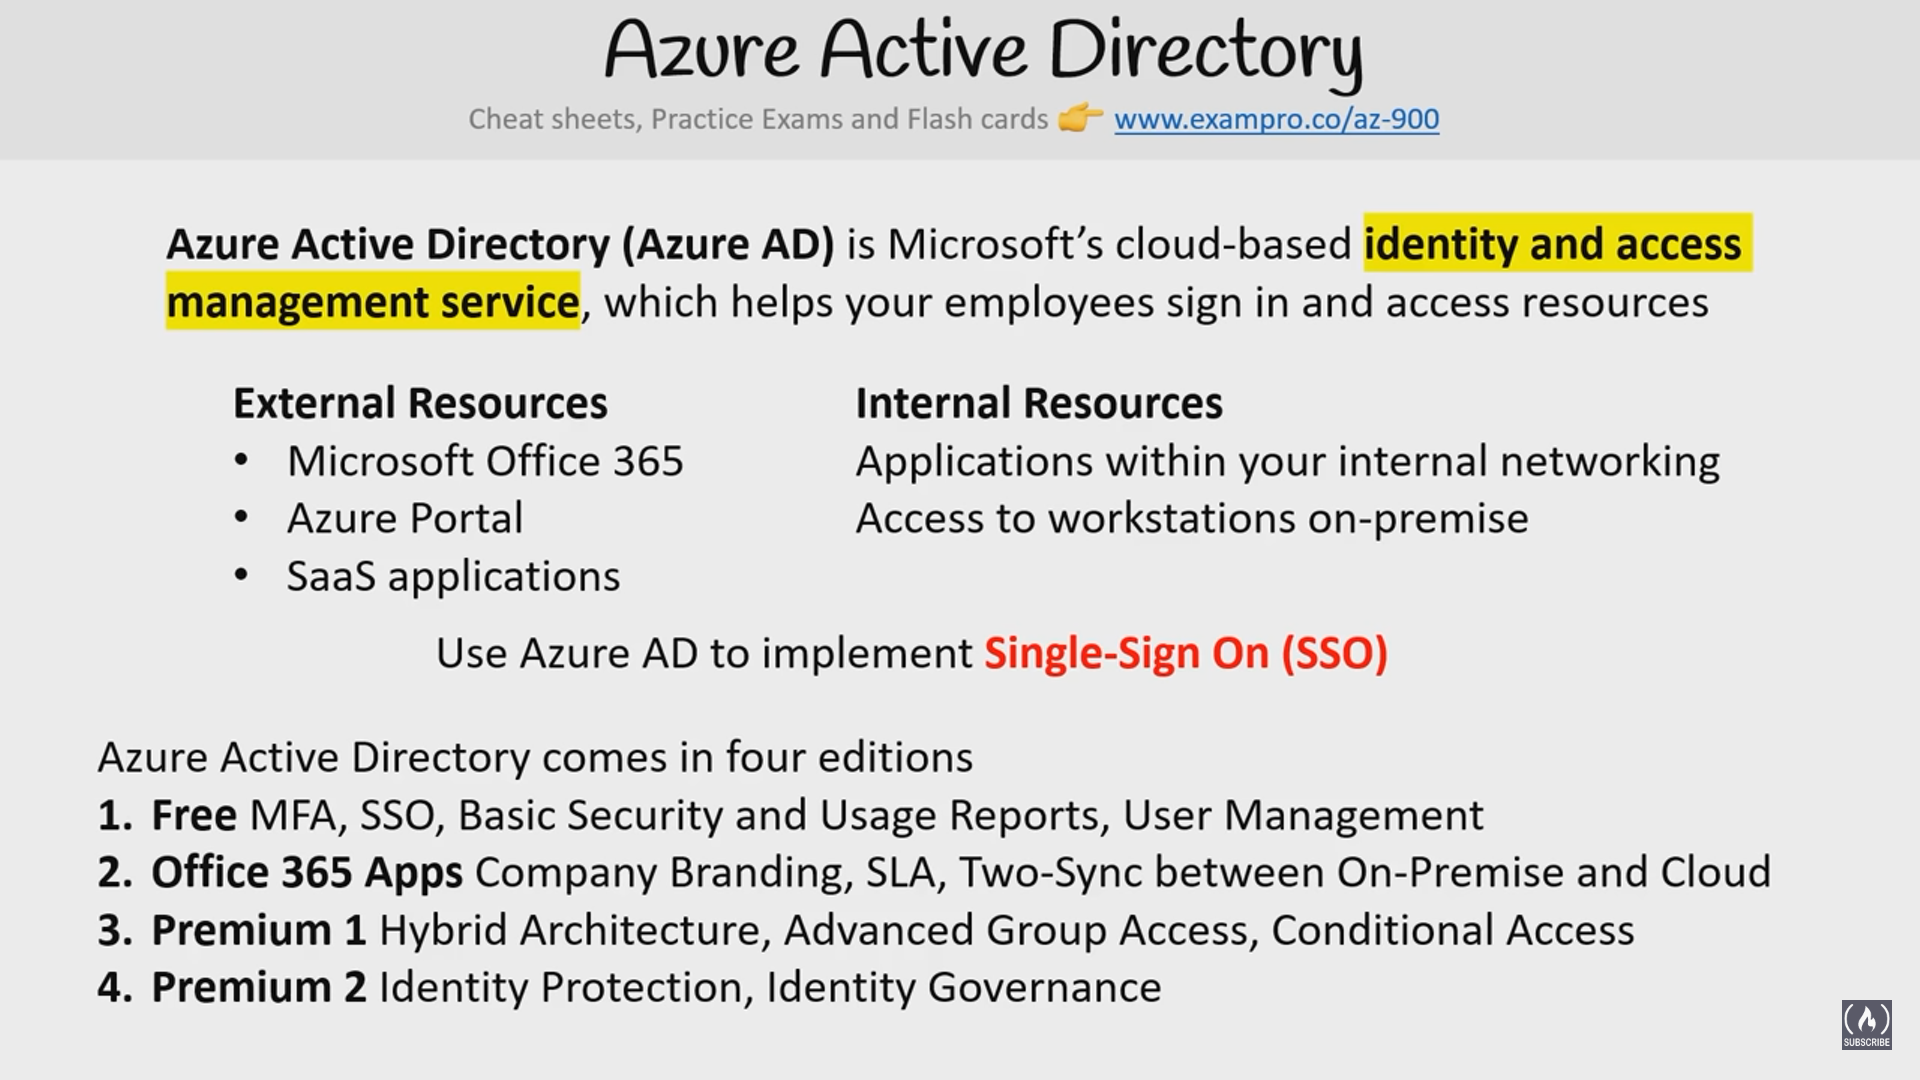 Azure Active Directory
Cheat sheets, Practice Exams and Flash cards 👉 www.exampro.co/az-900
Azure Active Directory (Azure AD) is Microsoft’s cloud-based identity and access
management service, which helps your employees sign in and access resources
External Resources
• Microsoft Office 365
• Azure Portal
• SaaS applications
Internal Resources
Applications within your internal networking
Access to workstations on-premise
Use Azure AD to implement Single-Sign On (SSO)
Azure Active Directory comes in four editions
1. Free MFA, SSO, Basic Security and Usage Reports, User Management
2. Office 365 Apps Company Branding, SLA, Two-Sync between On-Premise and Cloud
3. Premium 1 Hybrid Architecture, Advanced Group Access, Conditional Access
4. Premium 2 Identity Protection, Identity Governance
SUBSCRIBE